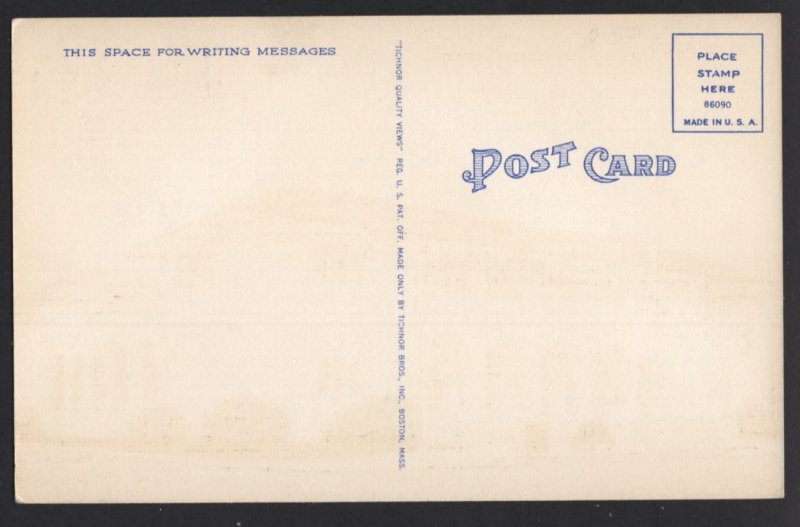 THIS SPACE FOR WRITING MESSAGES
"TICHNOR QUALITY VIEWS" REG. U. S. PAT. OFF. MADE ONLY BY TICHNOR BROS., INC., BOSTON, MASS.
PLACE
STAMP
HERE
86090
MADE IN U. S. A.
POST CARD